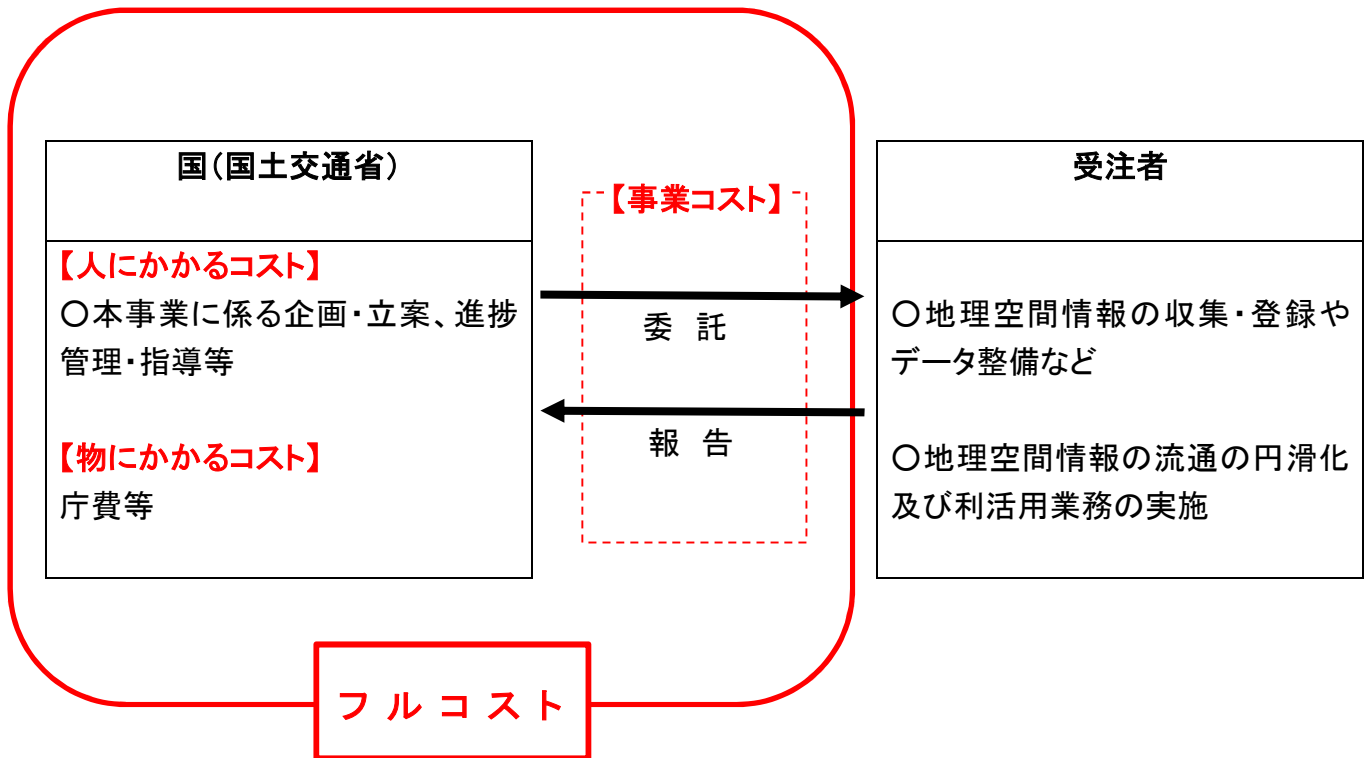 国(国土交通省)
【人にかかるコスト】
〇本事業に係る企画・立案、進捗
管理・指導等
【物にかかるコスト】
庁費等
【事業コスト】
委 託
報 告
受注者
〇地理空間情報の収集・登録や
データ整備など
〇地理空間情報の流通の円滑化
及び利活用業務の実施
フ ル コ ス ト